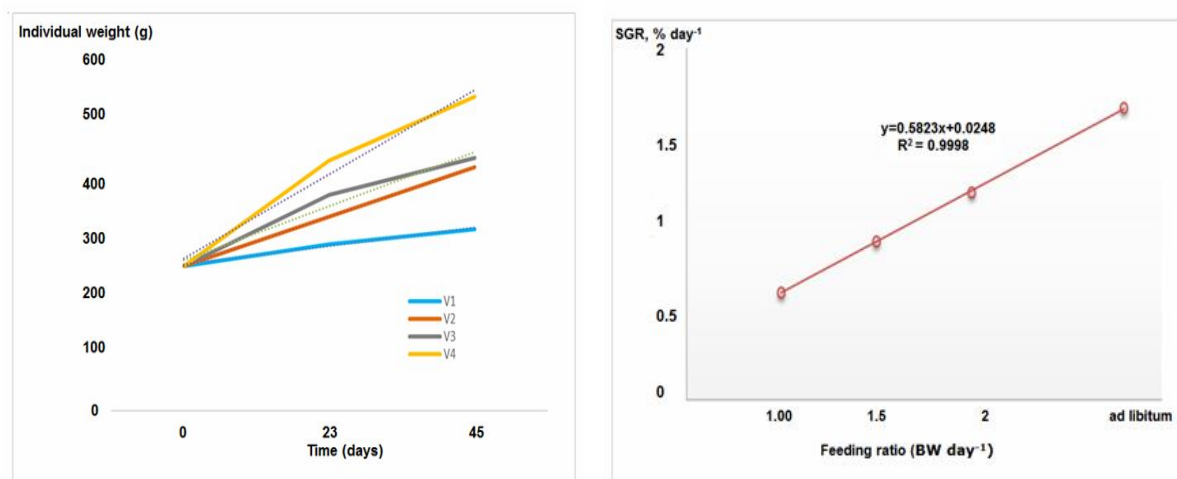 Individual weight (g)
600
500
400
300
200
100
0
0 23 45
Time (days)
V1
V2
V3
V4
SGR, % day⁻¹
2
1.5
1
0.5
0
y=0.5823x+0.0248
R² = 0.9998
1.00 1.5 2 ad libitum
Feeding ratio (BW day⁻¹)